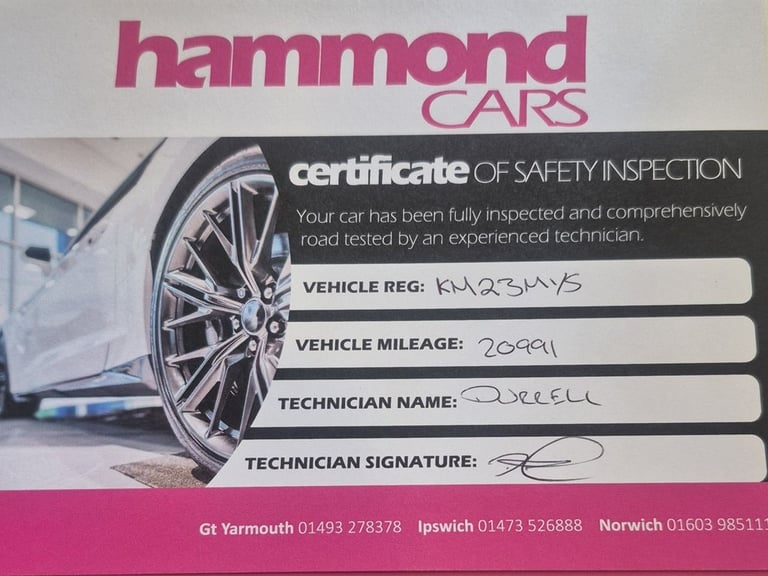 hammond
CARS
certificate OF SAFETY INSPECTION
Your car has been fully inspected and comprehensively
road tested by an experienced technician.
VEHICLE REG: KM23MYS
VEHICLE MILEAGE: 20991
TECHNICIAN NAME:
TECHNICIAN SIGNATURE:
Gt Yarmouth 01493 278378 Ipswich 01473 526888 Norwich 01603 985111